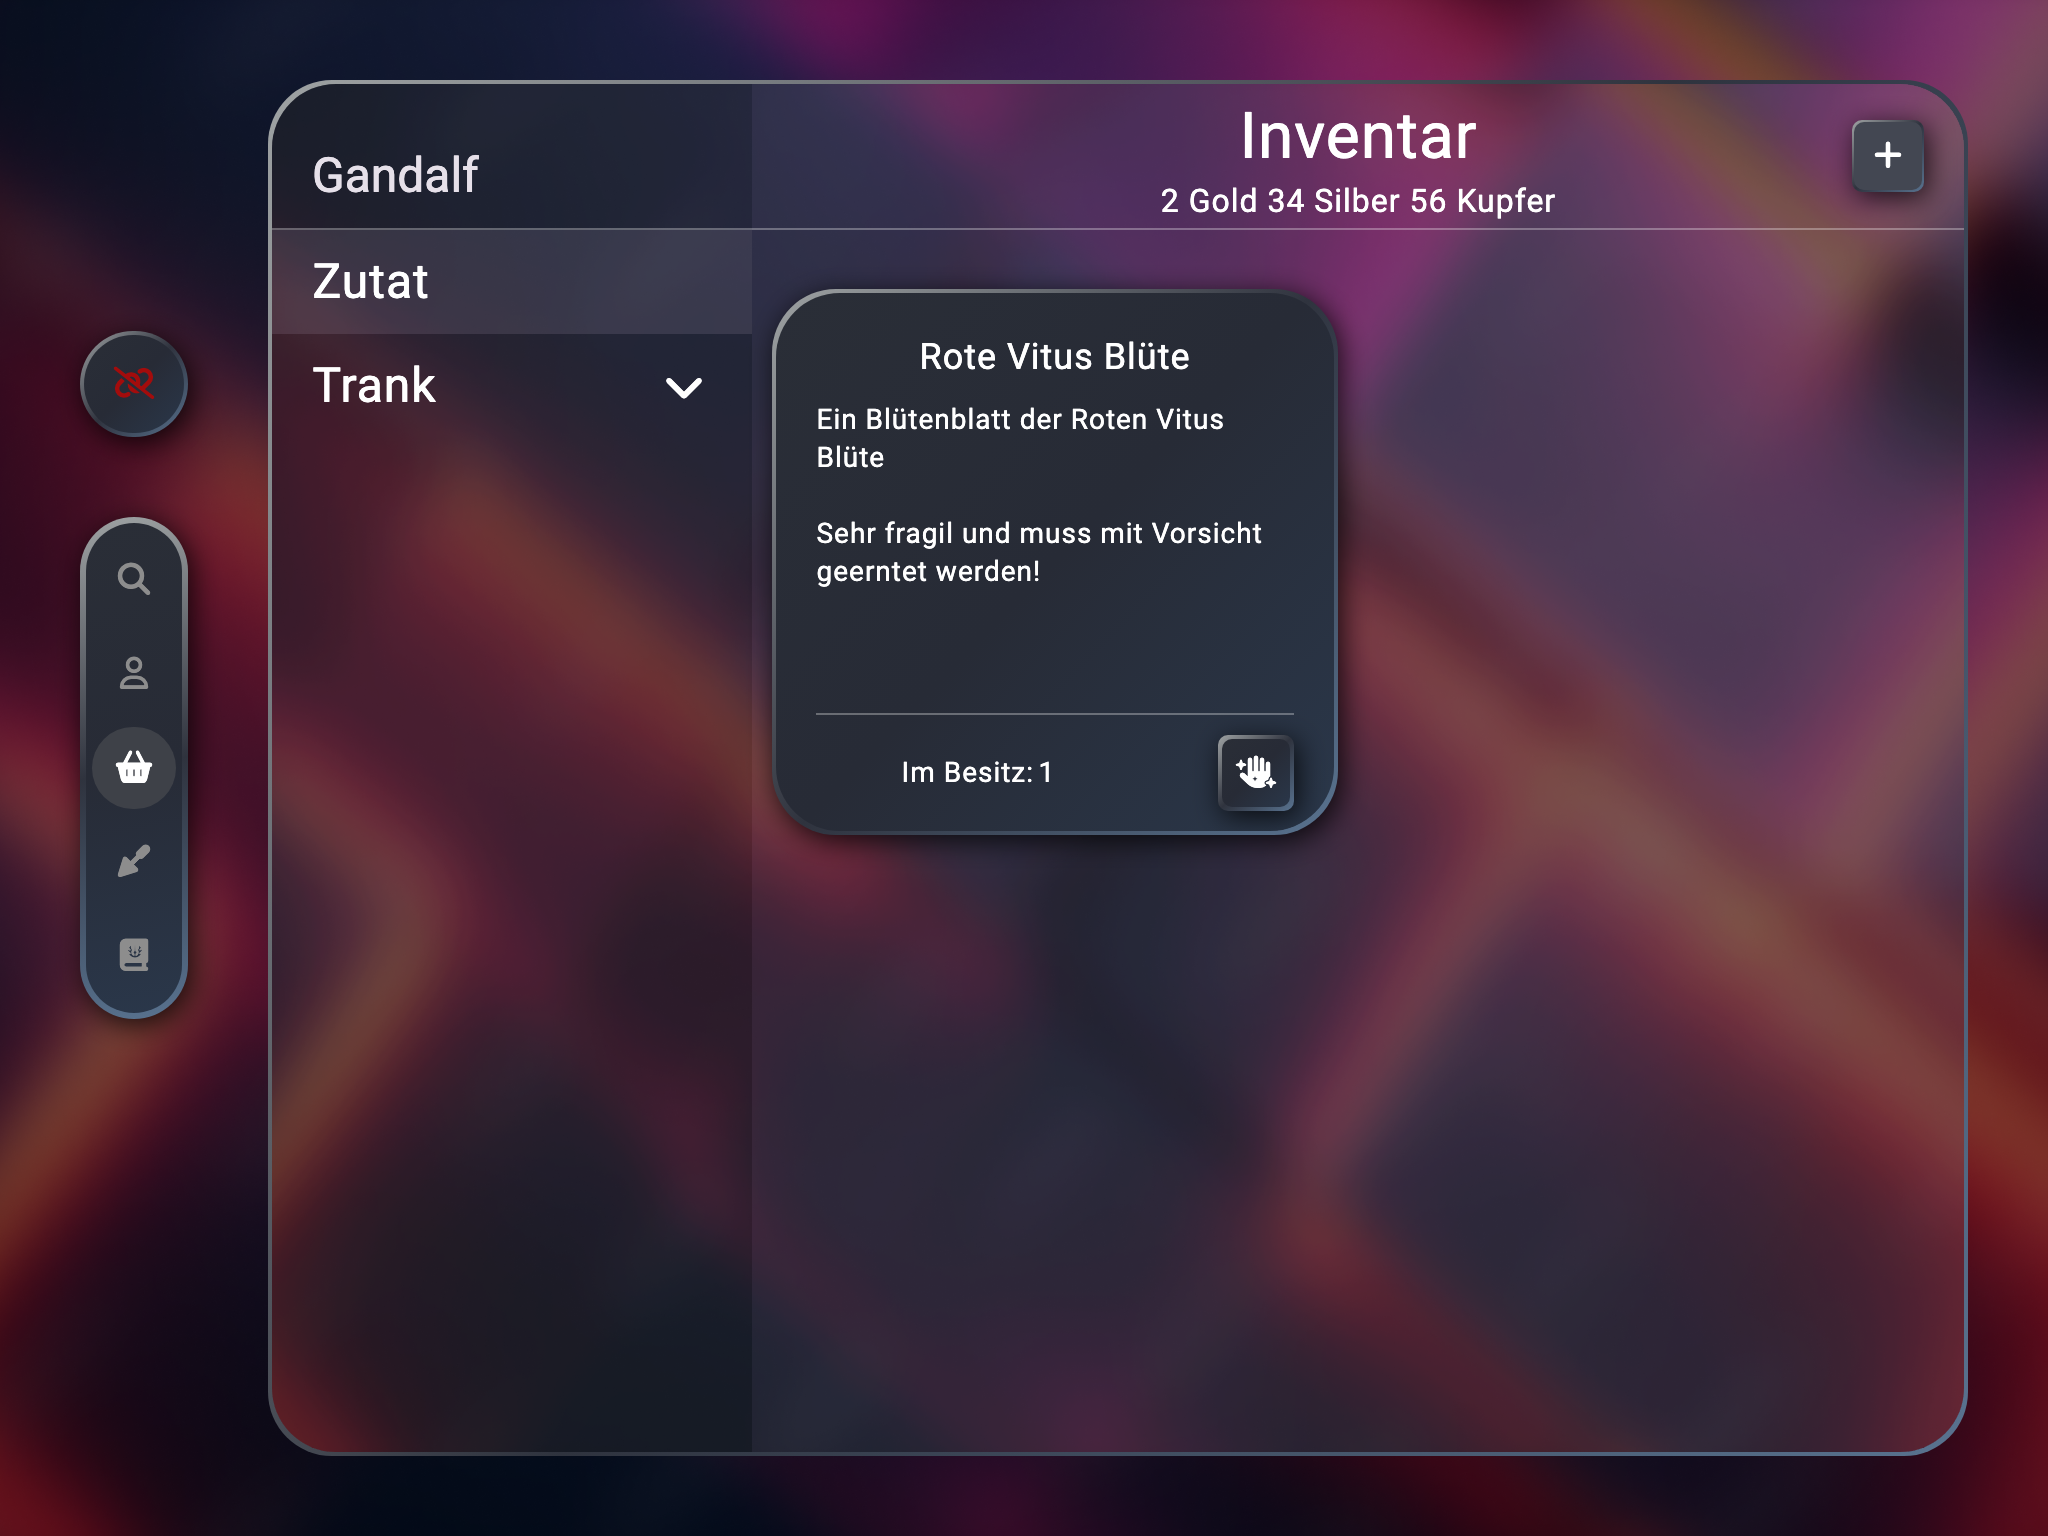 Gandalf
Inventar
2 Gold 34 Silber 56 Kupfer
Zutat
Trank
Rote Vitus Blüte
Ein Blütenblatt der Roten Vitus
Blüte
Sehr fragil und muss mit Vorsicht
geerntet werden!
Im Besitz: 1